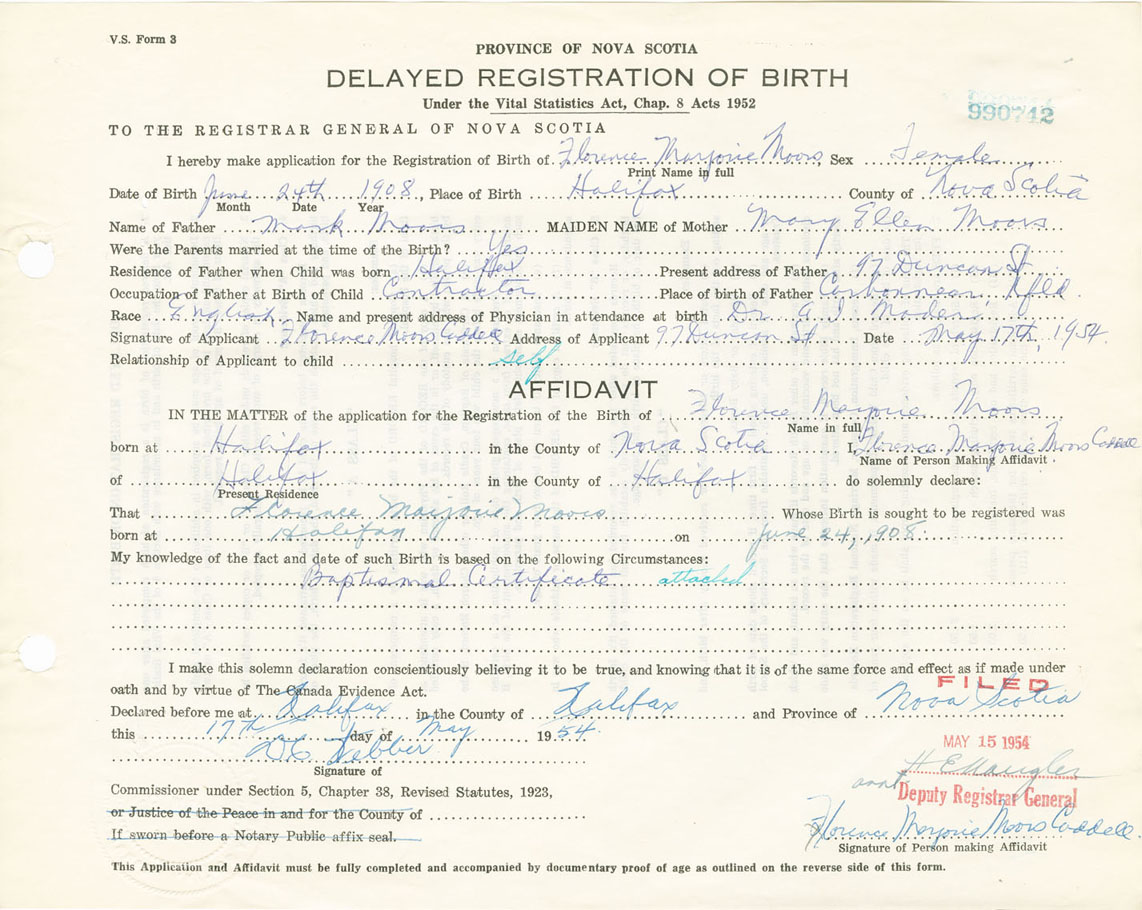 V.S. Form 3
PROVINCE OF NOVA SCOTIA
DELAYED REGISTRATION OF BIRTH
Under the Vital Statistics Act, Chap. 8 Acts 1952
990742
TO THE REGISTRAR GENERAL OF NOVA SCOTIA
I hereby make application for the Registration of Birth of Florence Marjorie Moors, Sex Female
Print Name in full
Date of Birth June 24th 1908, Place of Birth Halifax County of Nova Scotia
Month Date Year
Name of Father Mark Moors MAIDEN NAME of Mother Mary Ellen Moors
Were the Parents married at the time of the Birth? Yes
Residence of Father when Child was born Halifax Present address of Father 97 Duncan St
Occupation of Father at Birth of Child Contractor Place of birth of Father Carbonnear, Nfld
Race English Name and present address of Physician in attendance at birth Dr.
Signature of Applicant Florence Moors Caddell Address of Applicant 97 Duncan St Date May 17th, 1954.
Relationship of Applicant to child self
AFFIDAVIT
IN THE MATTER of the application for the Registration of the Birth of Florence Marjorie Moors
Name in full
born at Halifax in the County of Nova Scotia I, Florence Marjorie Moors Caddell
Name of Person Making Affidavit
of Halifax in the County of Halifax do solemnly declare:
Present Residence
That Florence Marjorie Moors Whose Birth is sought to be registered was
born at Halifax on June 24, 1908.
My knowledge of the fact and date of such Birth is based on the following Circumstances:
Baptismal Certificate attached
I make this solemn declaration conscientiously believing it to be true, and knowing that it is of the same force and effect as if made under
oath and by virtue of The Canada Evidence Act.
FILED
Declared before me at Halifax in the County of Halifax and Province of Nova Scotia
this 17th day of May 1954
MAY 15 1954
Webber
Signature of
Deputy Registrar General
Commissioner under Section 5, Chapter 38, Revised Statutes, 1923,
or Justice of the Peace in and for the County of
Florence Marjorie Moors Caddell
If sworn before a Notary Public affix seal.
Signature of Person making Affidavit
This Application and Affidavit must be fully completed and accompanied by documentary proof of age as outlined on the reverse side of this form.